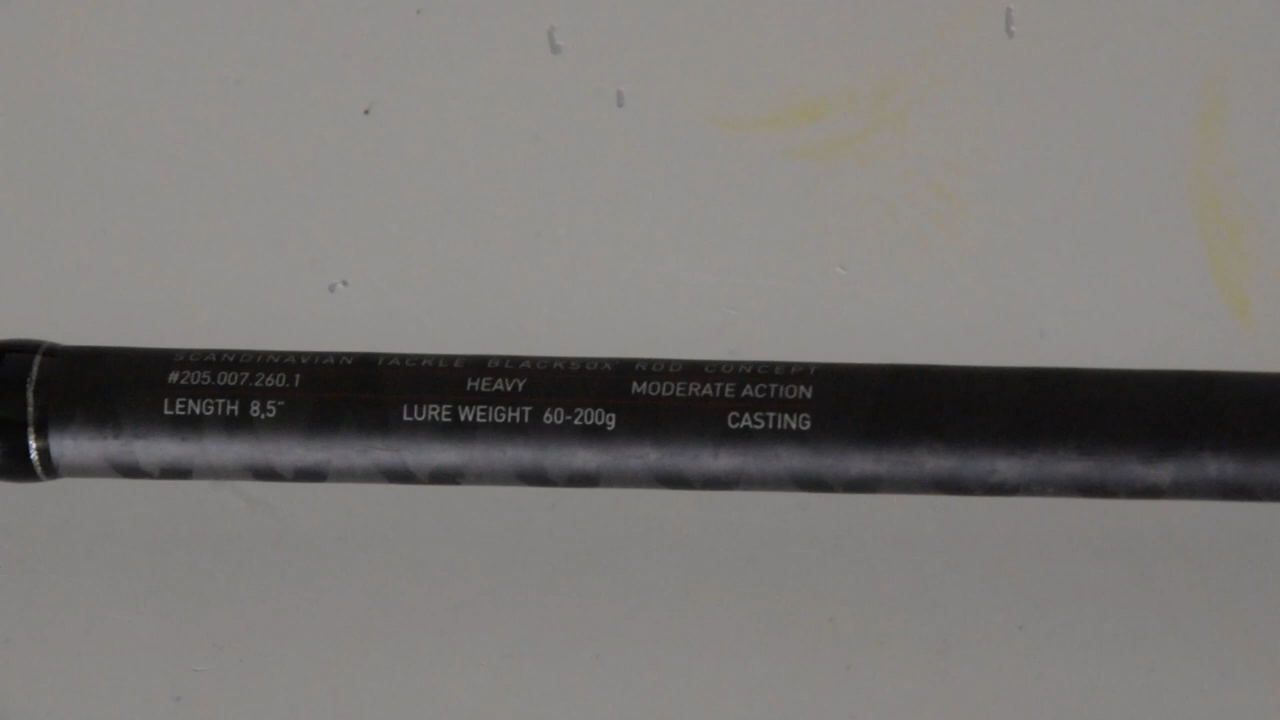 SCANDINAVIAN TACKLE BLACKSOX ROD CONCEPT
#205.007.260.1 HEAVY MODERATE ACTION
LENGTH 8,5" LURE WEIGHT 60-200g CASTING